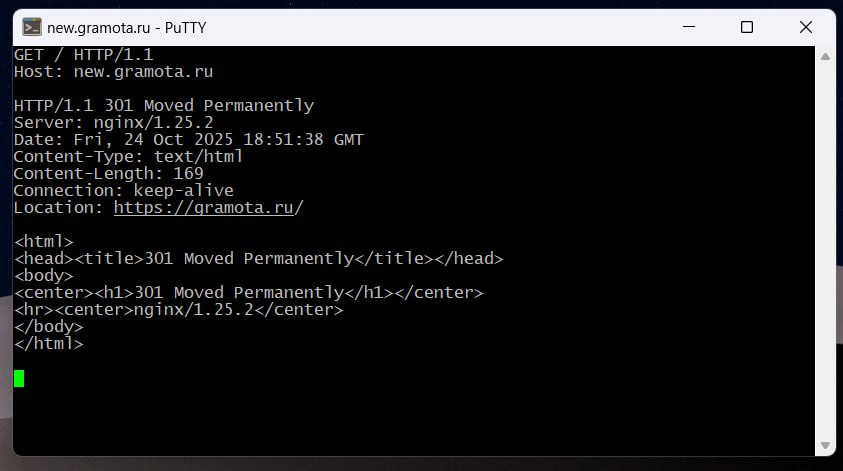 new.gramota.ru - PuTTY
GET / HTTP/1.1
Host: new.gramota.ru
HTTP/1.1 301 Moved Permanently
Server: nginx/1.25.2
Date: Fri, 24 Oct 2025 18:51:38 GMT
Content-Type: text/html
Content-Length: 169
Connection: keep-alive
Location: https://gramota.ru/
<html>
<head><title>301 Moved Permanently</title></head>
<body>
<center><h1>301 Moved Permanently</h1></center>
<hr><center>nginx/1.25.2</center>
</body>
</html>